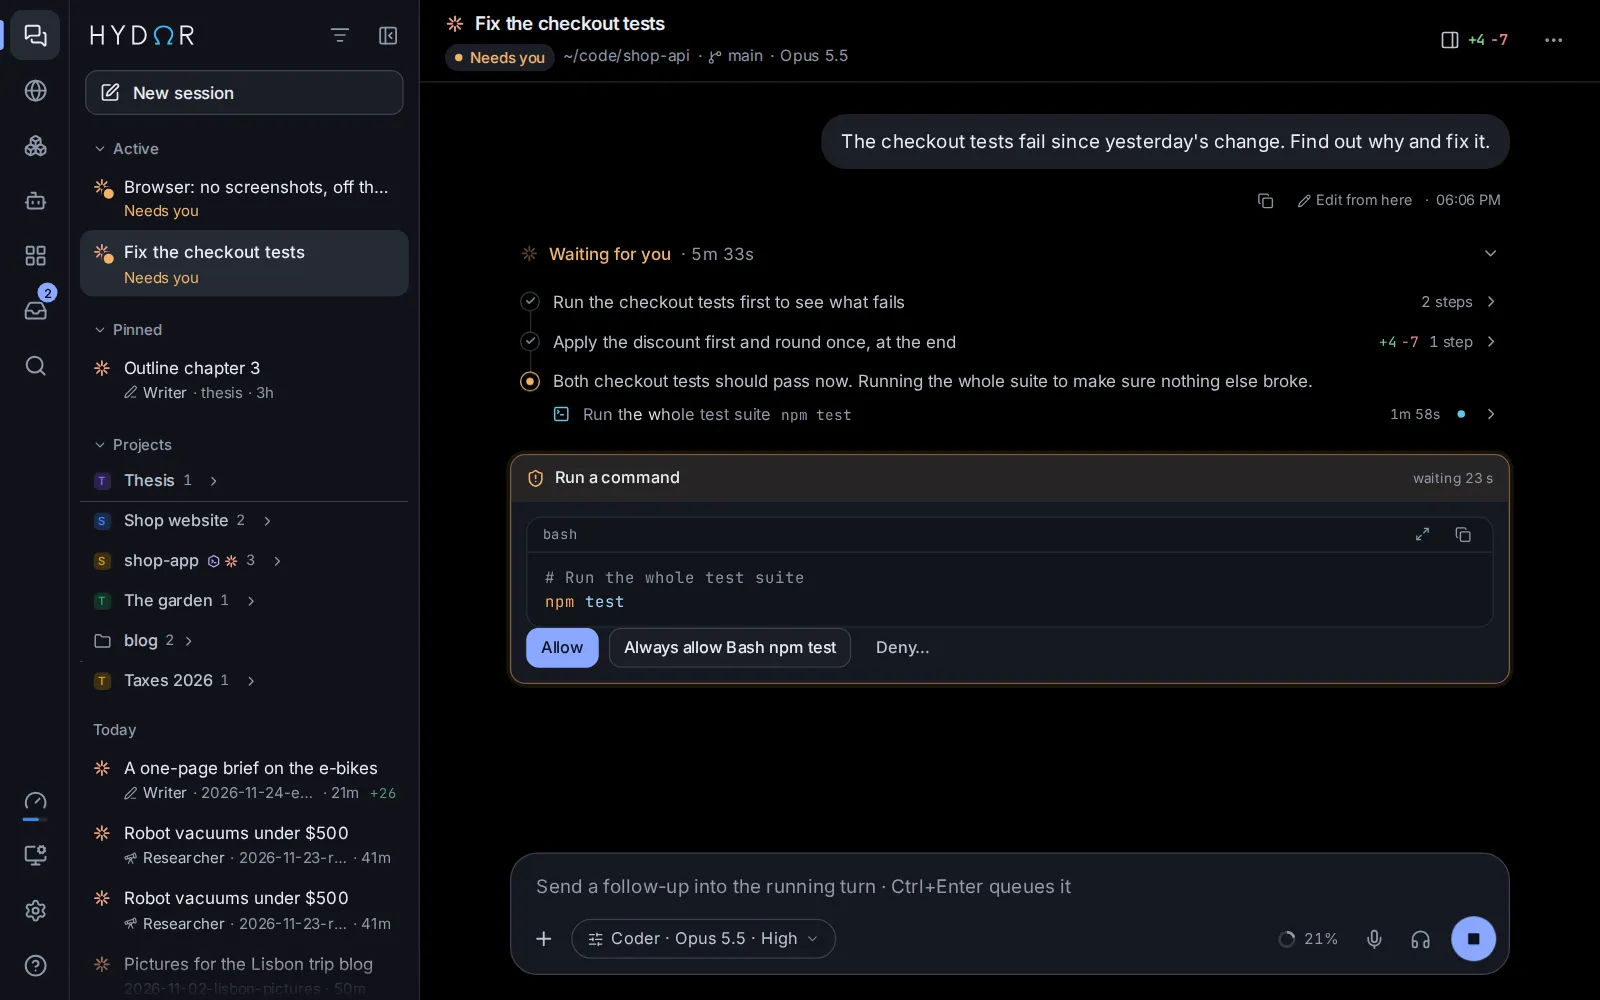 HYDΩR
New session
Active
Browser: no screenshots, off th...
Needs you
Fix the checkout tests
Needs you
2
Pinned
Outline chapter 3
Writer · thesis · 3h
Projects
T Thesis 1
S Shop website 2
S shop-app 3
T The garden 1
blog 2
T Taxes 2026 1
Today
A one-page brief on the e-bikes
Writer · 2026-11-24-e... · 21m +26
Robot vacuums under $500
Researcher · 2026-11-23-r... · 41m
Robot vacuums under $500
Researcher · 2026-11-23-r... · 41m
Pictures for the Lisbon trip blog
2026-11-02-lisbon-pictures · 50m
Fix the checkout tests
Needs you ~/code/shop-api · main · Opus 5.5
+4 -7
The checkout tests fail since yesterday's change. Find out why and fix it.
Edit from here · 06:06 PM
Waiting for you · 5m 33s
Run the checkout tests first to see what fails 2 steps
Apply the discount first and round once, at the end +4 -7 1 step
Both checkout tests should pass now. Running the whole suite to make sure nothing else broke.
Run the whole test suite npm test 1m 58s
Run a command waiting 23 s
bash
# Run the whole test suite
npm test
Allow Always allow Bash npm test Deny...
Send a follow-up into the running turn · Ctrl+Enter queues it
Coder · Opus 5.5 · High 21%